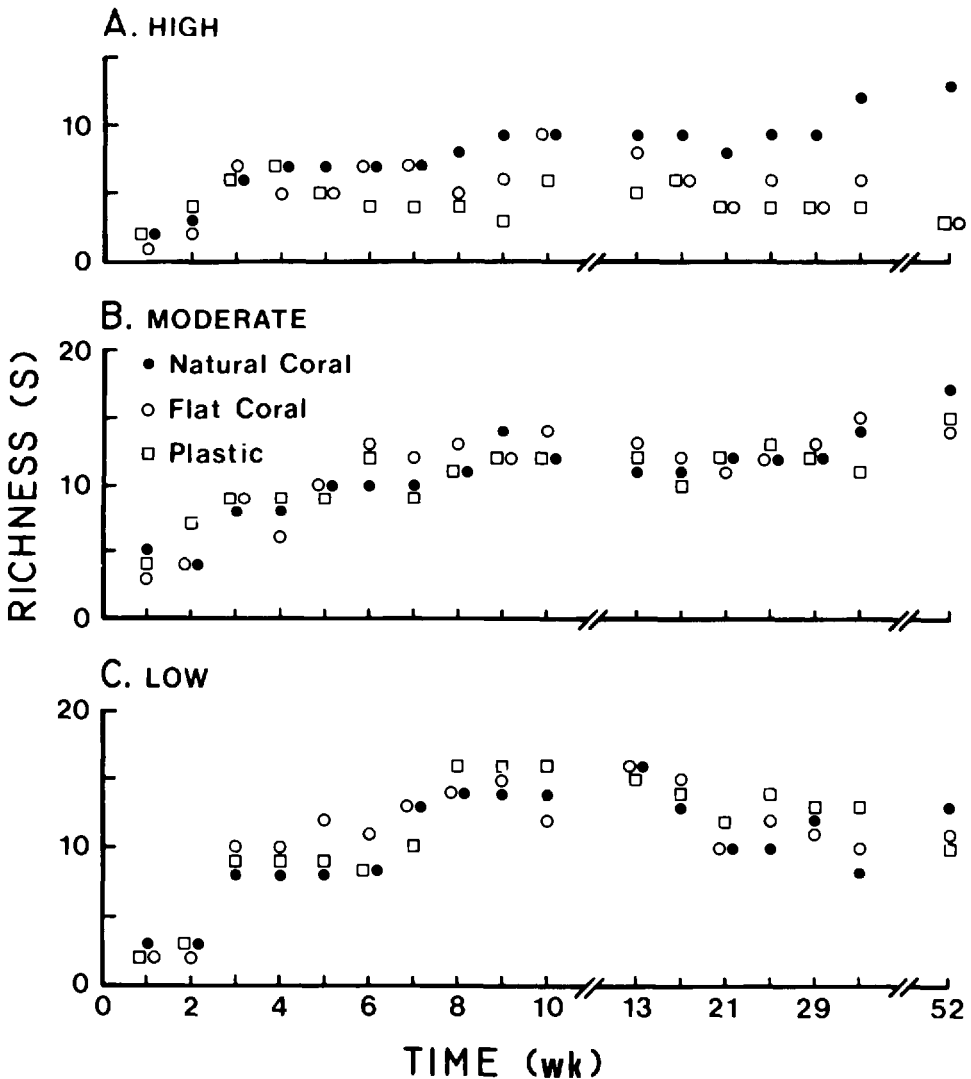 A. HIGH
10
0
B. MODERATE
Natural Coral
Flat Coral
Plastic
20
10
0
RICHNESS (S)
C. LOW
20
10
0
0 2 4 6 8 10 13 21 29 52
TIME (wk)